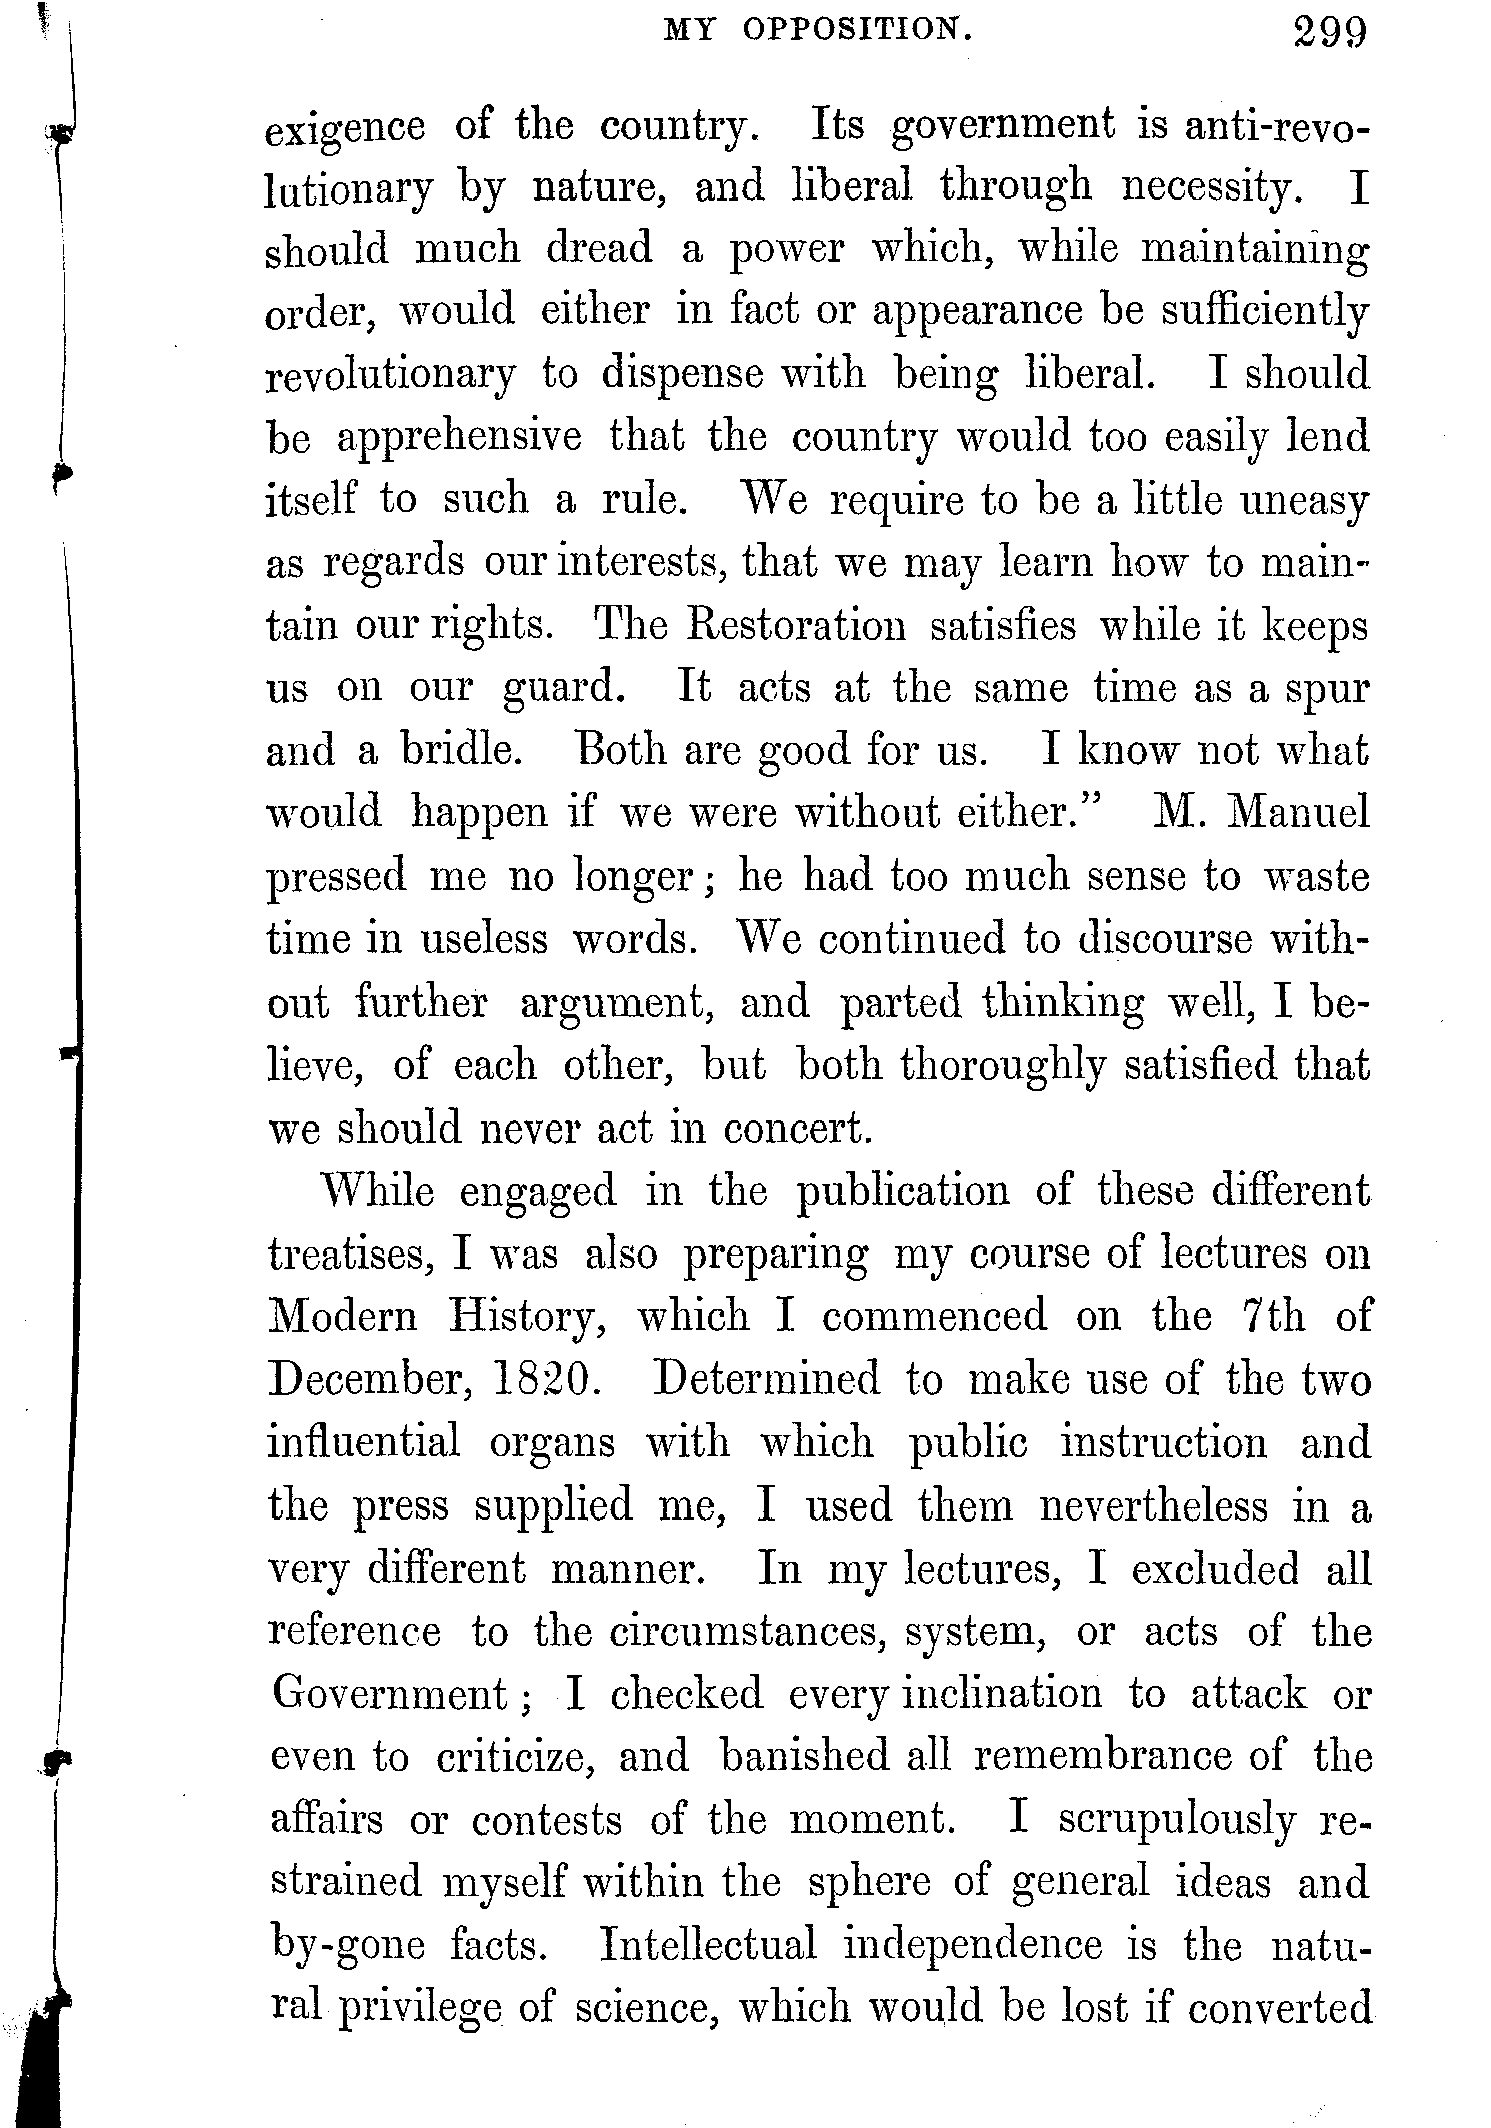 MY OPPOSITION. 299
exigence of the country. Its government is anti-revo-
lutionary by nature, and liberal through necessity. I
should much dread a power which, while maintaining
order, would either in fact or appearance be sufficiently
revolutionary to dispense with being liberal. I should
be apprehensive that the country would too easily lend
itself to such a rule. We require to be a little uneasy
as regards our interests, that we may learn how to main-
tain our rights. The Restoration satisfies while it keeps
us on our guard. It acts at the same time as a spur
and a bridle. Both are good for us. I know not what
would happen if we were without either.” M. Manuel
pressed me no longer; he had too much sense to waste
time in useless words. We continued to discourse with-
out further argument, and parted thinking well, I be-
lieve, of each other, but both thoroughly satisfied that
we should never act in concert.
While engaged in the publication of these different
treatises, I was also preparing my course of lectures on
Modern History, which I commenced on the 7th of
December, 1820. Determined to make use of the two
influential organs with which public instruction and
the press supplied me, I used them nevertheless in a
very different manner. In my lectures, I excluded all
reference to the circumstances, system, or acts of the
Government; I checked every inclination to attack or
even to criticize, and banished all remembrance of the
affairs or contests of the moment. I scrupulously re-
strained myself within the sphere of general ideas and
by-gone facts. Intellectual independence is the natu-
ral privilege of science, which would be lost if converted